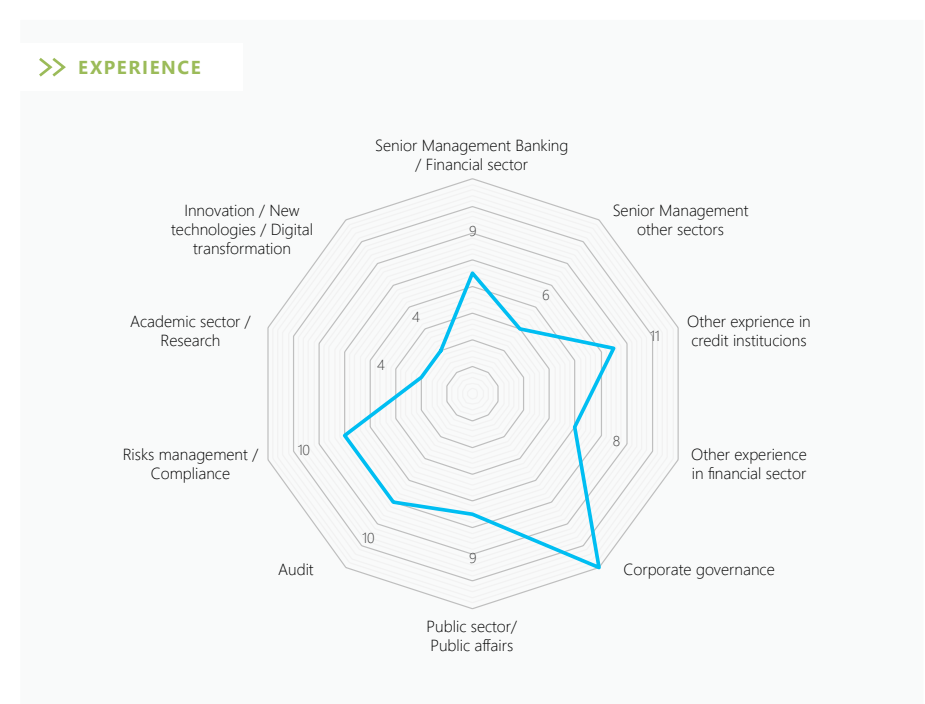 EXPERIENCE
Senior Management Banking
/ Financial sector
Innovation / New
technologies / Digital
transformation
Senior Management
other sectors
9
6
4
Academic sector /
Research
Other exprience in
credit institucions
11
4
Risks management /
Compliance
10
8
Other experience
in financial sector
10
9
Audit
Corporate governance
Public sector/
Public affairs